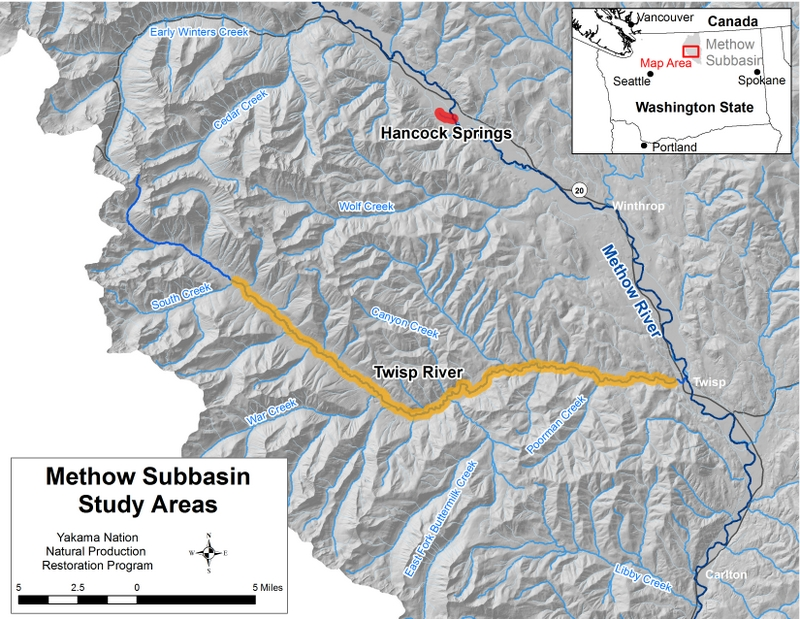 Early Winters Creek
Cedar Creek
Hancock Springs
Wolf Creek
20
Winthrop
Methow River
South Creek
Canyon Creek
Twisp River
Twisp
War Creek
Poorman Creek
East Fork Buttermilk Creek
Libby Creek
Carlton
Vancouver
Canada
Methow
Subbasin
Map Area
Seattle
Spokane
Washington State
Portland
Methow Subbasin
Study Areas
Yakama Nation
Natural Production
Restoration Program
N
W E
S
5 2.5 0 5 Miles